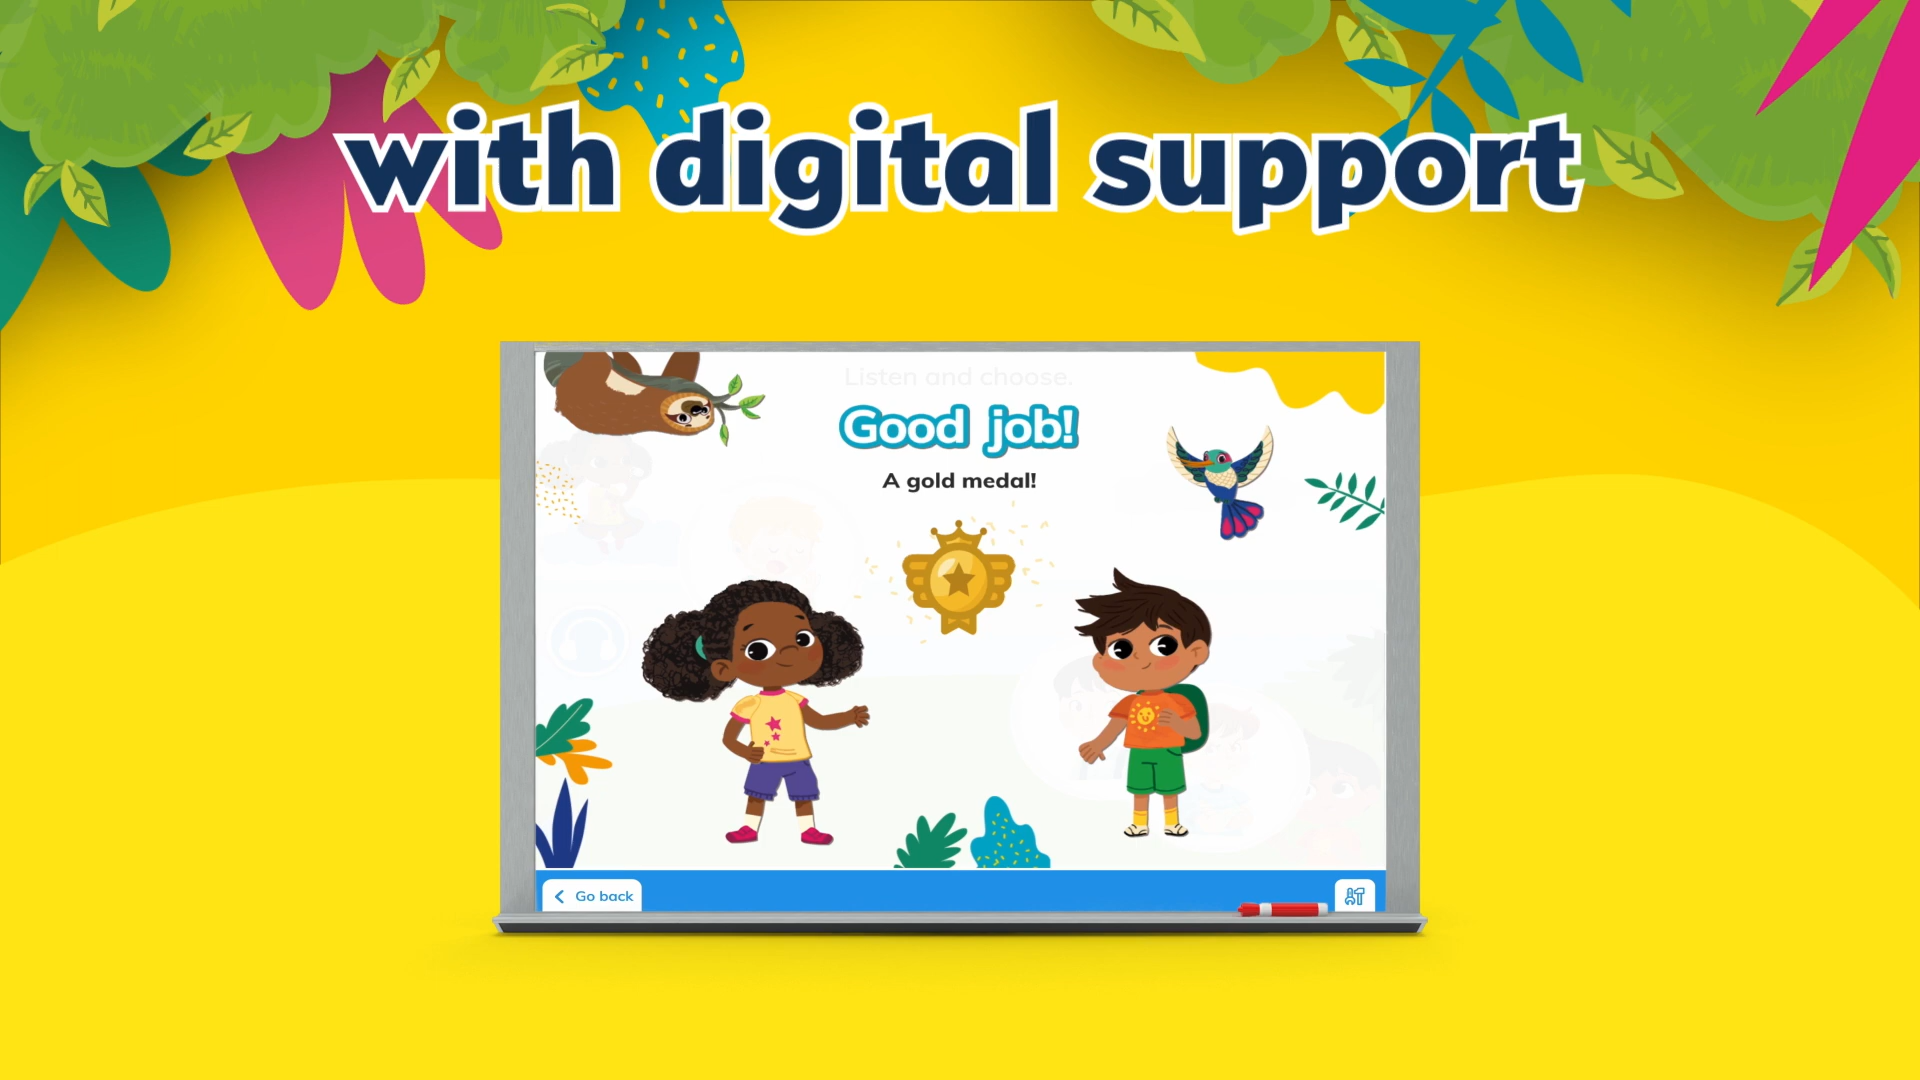 with digital support
Listen and choose.
Good job!
A gold medal!
Go back